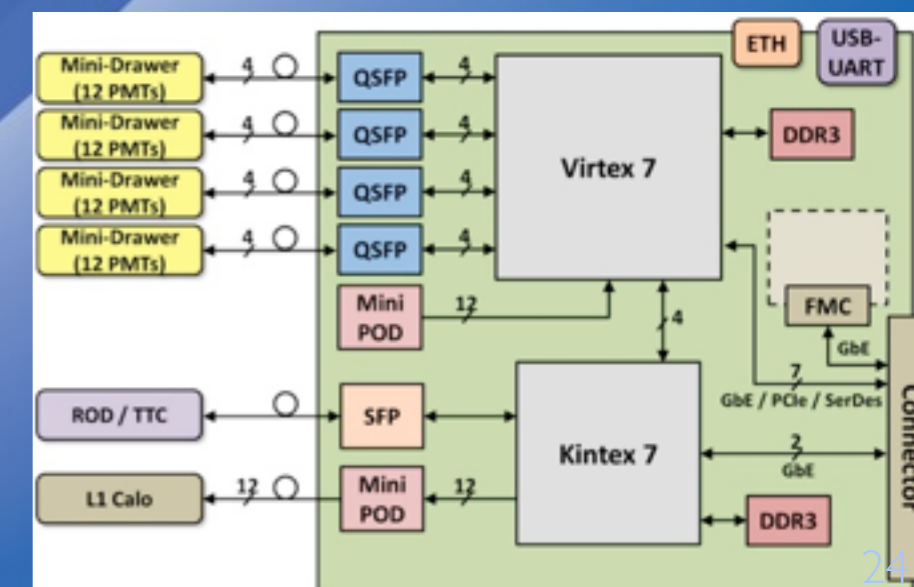 ETH
USB-
UART
Mini-Drawer
(12 PMTs)
4
QSFP
4
Mini-Drawer
(12 PMTs)
4
QSFP
4
Mini-Drawer
(12 PMTs)
4
QSFP
4
Mini-Drawer
(12 PMTs)
4
QSFP
4
Virtex 7
DDR3
Mini
POD
12
4
FMC
GbE
7
GbE / PCIe / SerDes
ROD / TTC
SFP
Kintex 7
2
GbE
L1 Calo
12
Mini
POD
12
DDR3
Connector
24